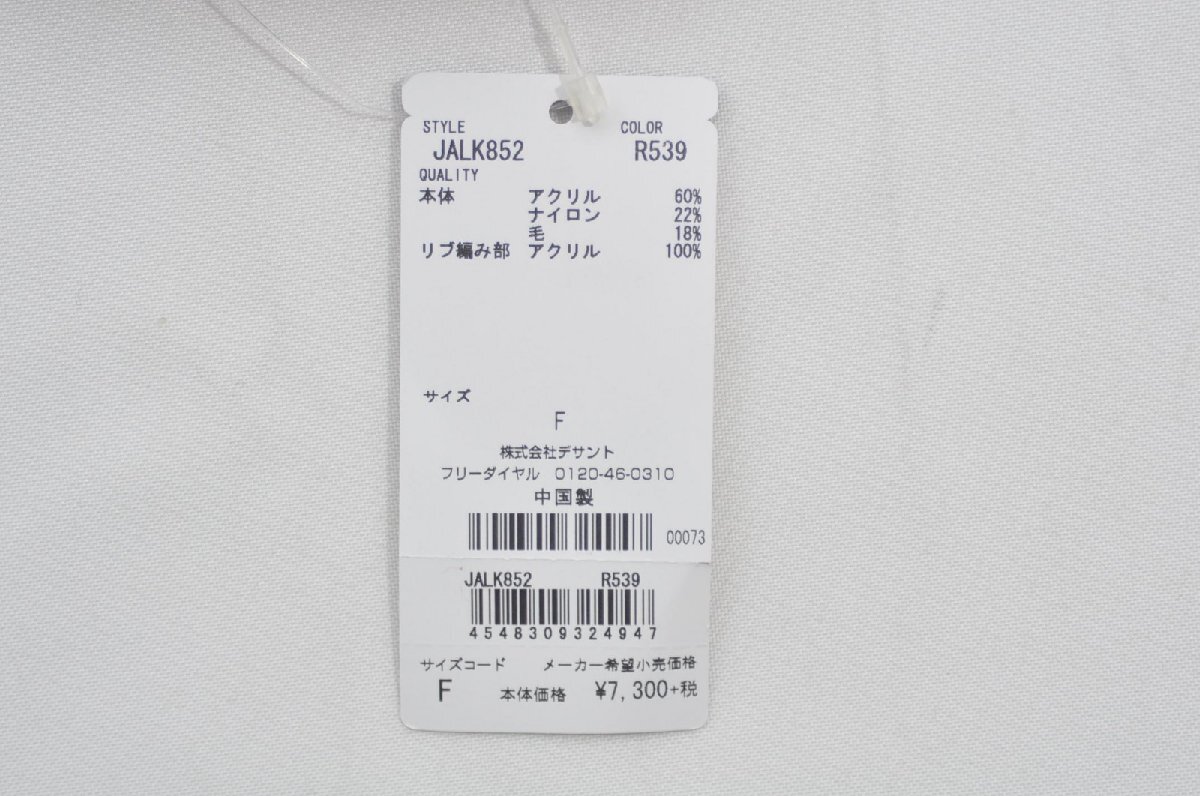 STYLE COLOR
JALK852 R539
QUALITY
本体 アクリル 60%
ナイロン 22%
毛 18%
リブ編み部 アクリル 100%
サイズ
F
株式会社デサント
フリーダイヤル 0120-46-0310
中国製
00073
JALK852 R539
4548309324947
サイズコード メーカー希望小売価格
F 本体価格 ¥7,300+税